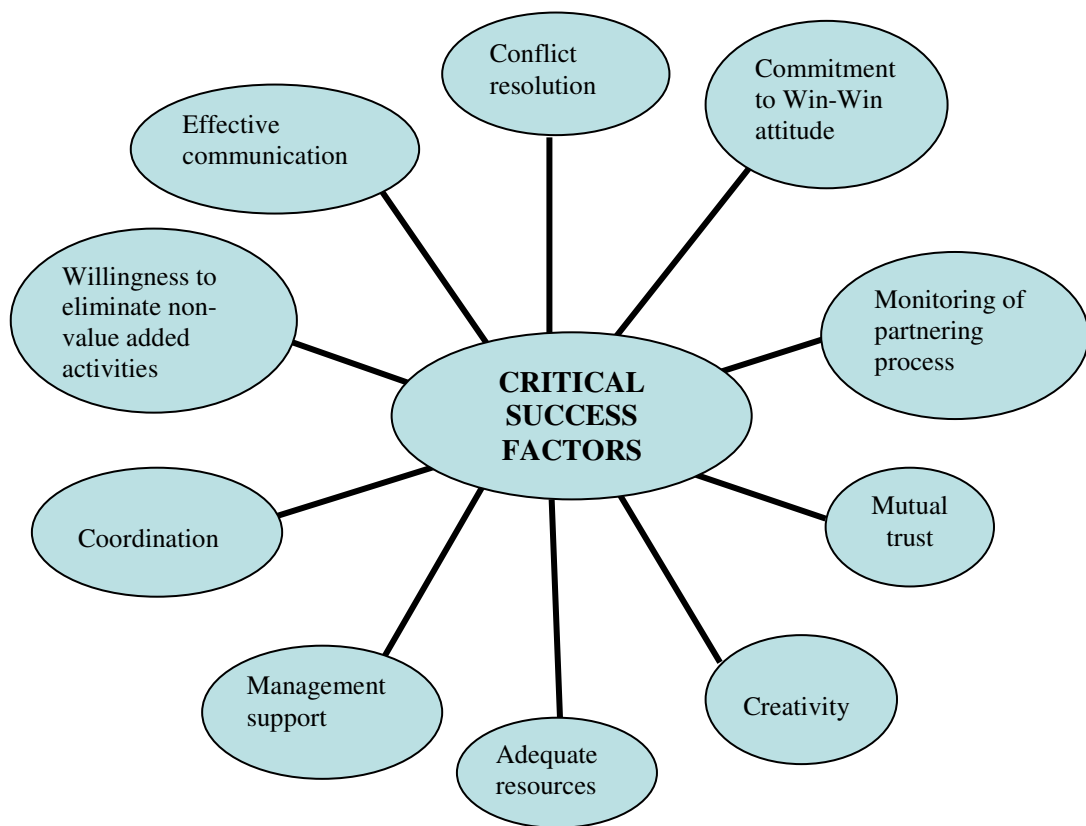 Conflict
resolution
Commitment
to Win-Win
attitude
Effective
communication
Willingness to
eliminate non-
value added
activities
Monitoring of
partnering
process
CRITICAL
SUCCESS
FACTORS
Coordination
Mutual
trust
Management
support
Creativity
Adequate
resources